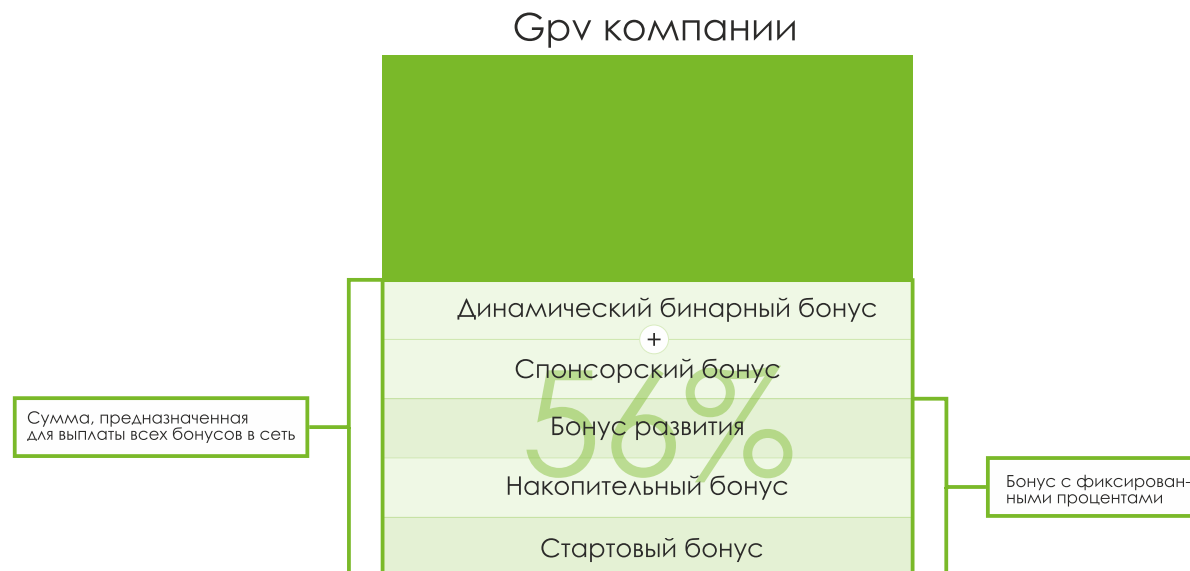 Gpv компании
Динамический бинарный бонус
+
Спонсорский бонус
56%
Бонус развития
Накопительный бонус
Стартовый бонус
Сумма, предназначенная
для выплаты всех бонусов в сеть
Бонус с фиксирован-
ными процентами